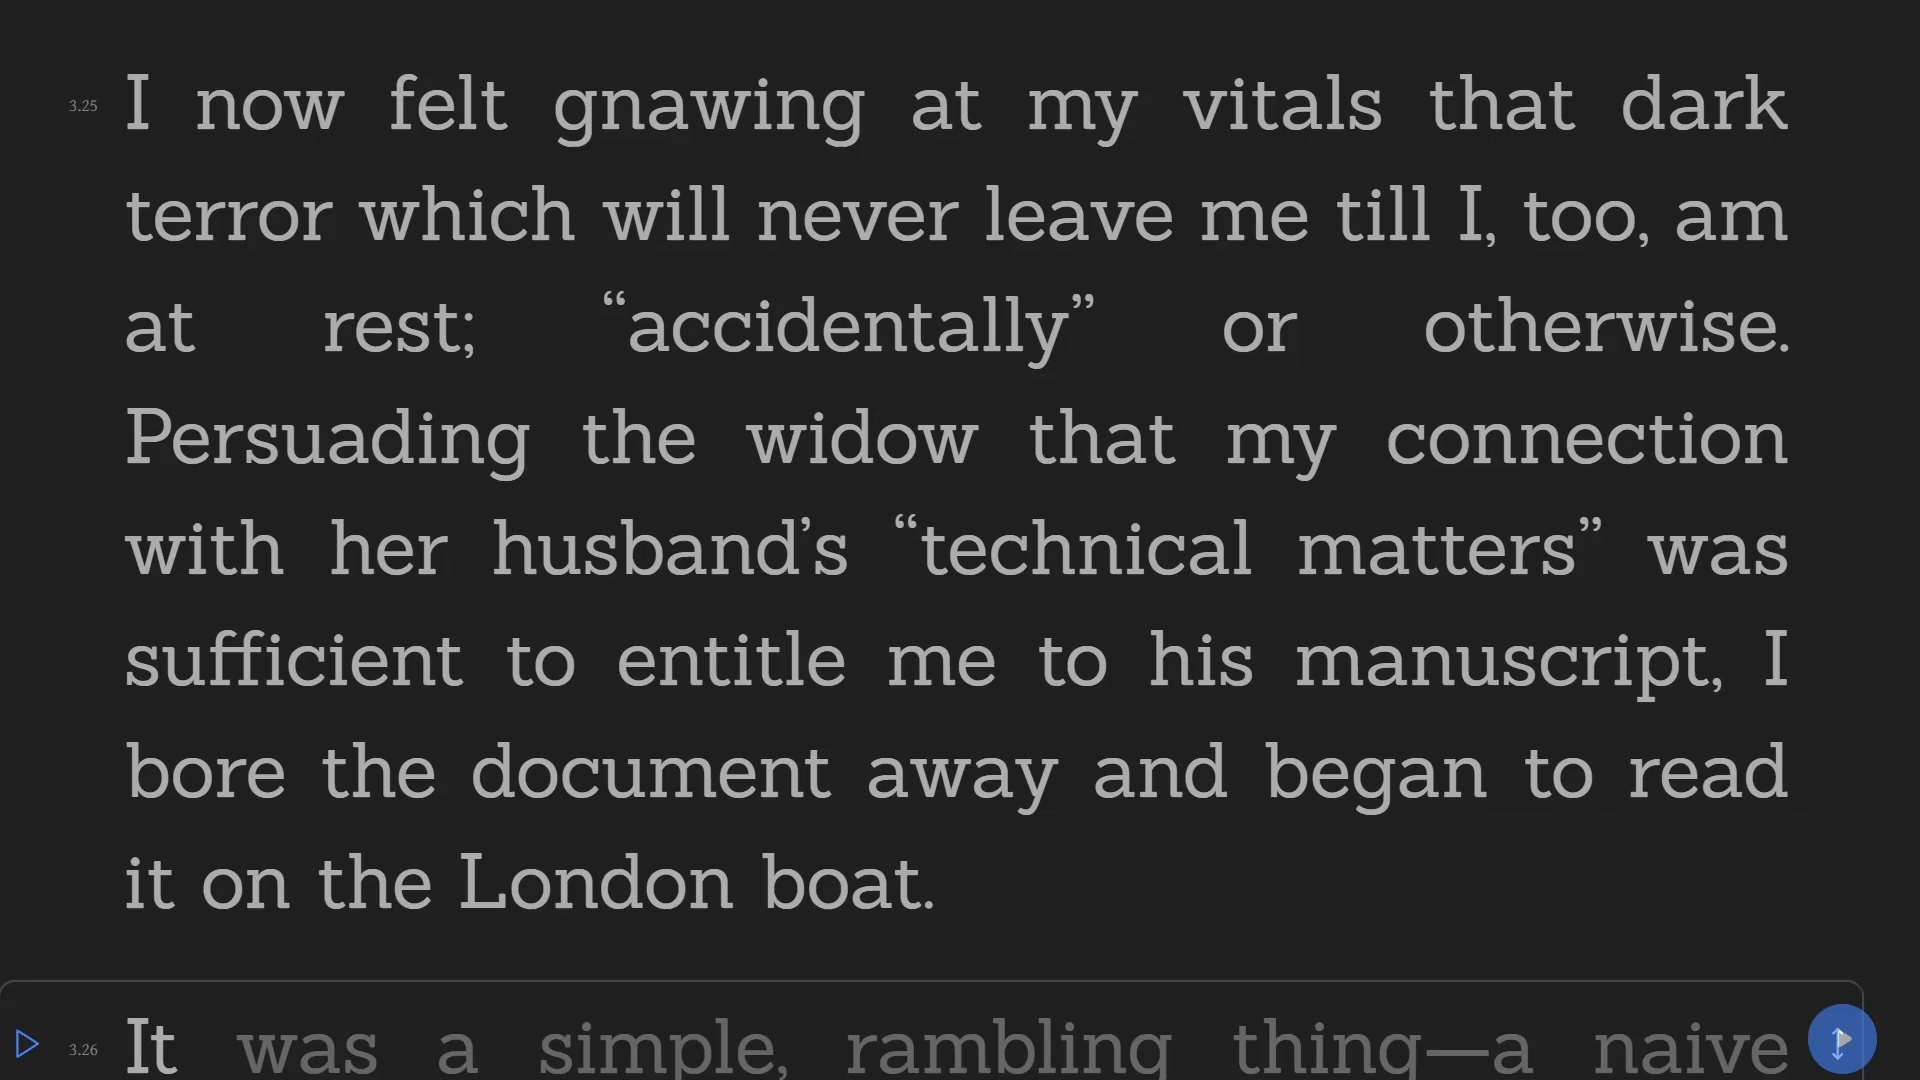 3.25 I now felt gnawing at my vitals that dark
terror which will never leave me till I, too, am
at rest; “accidentally” or otherwise.
Persuading the widow that my connection
with her husband’s “technical matters” was
sufficient to entitle me to his manuscript, I
bore the document away and began to read
it on the London boat.
3.26 It was a simple, rambling thing—a naive